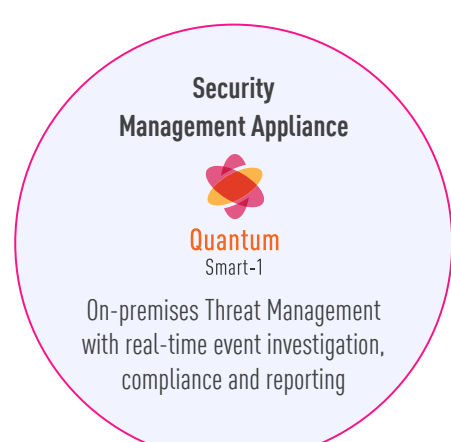 Security
Management Appliance
Quantum
Smart-1
On-premises Threat Management
with real-time event investigation,
compliance and reporting